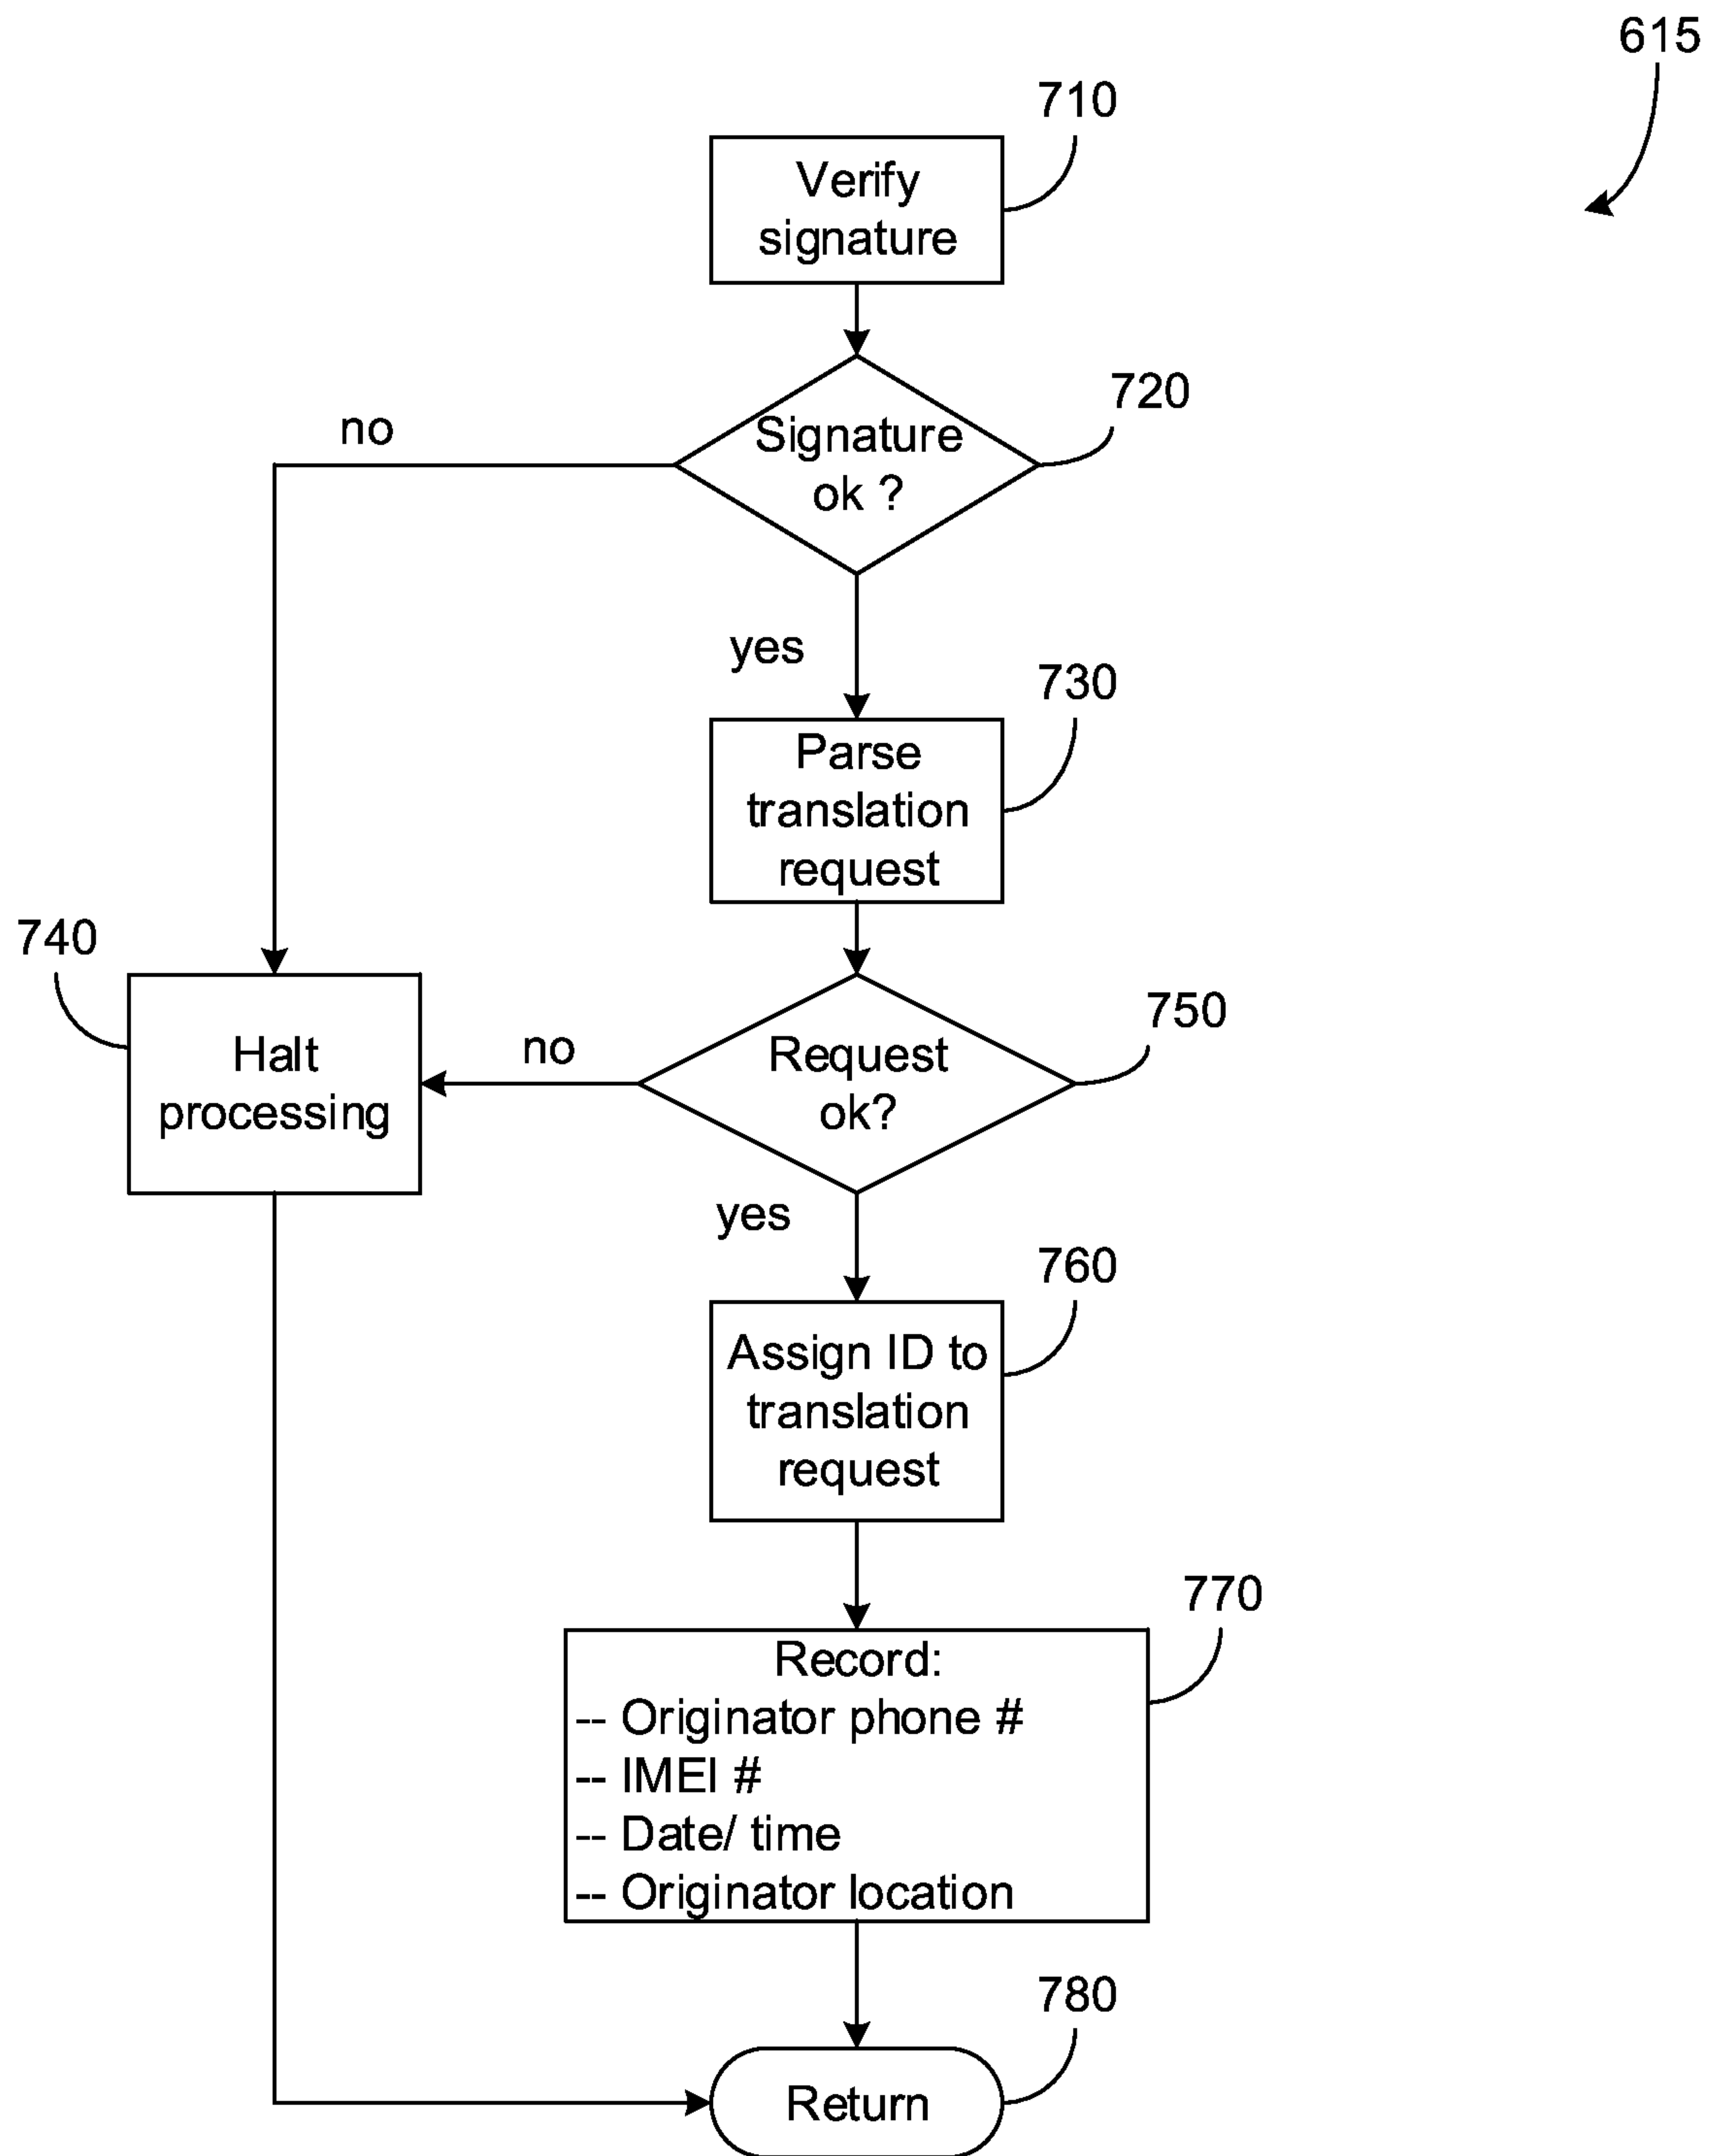 615
710
Verify
signature
720
Signature
ok ?
no
yes
730
Parse
translation
request
740
Halt
processing
no
750
Request
ok?
yes
760
Assign ID to
translation
request
770
Record:
-- Originator phone #
-- IMEI #
-- Date/ time
-- Originator location
780
Return